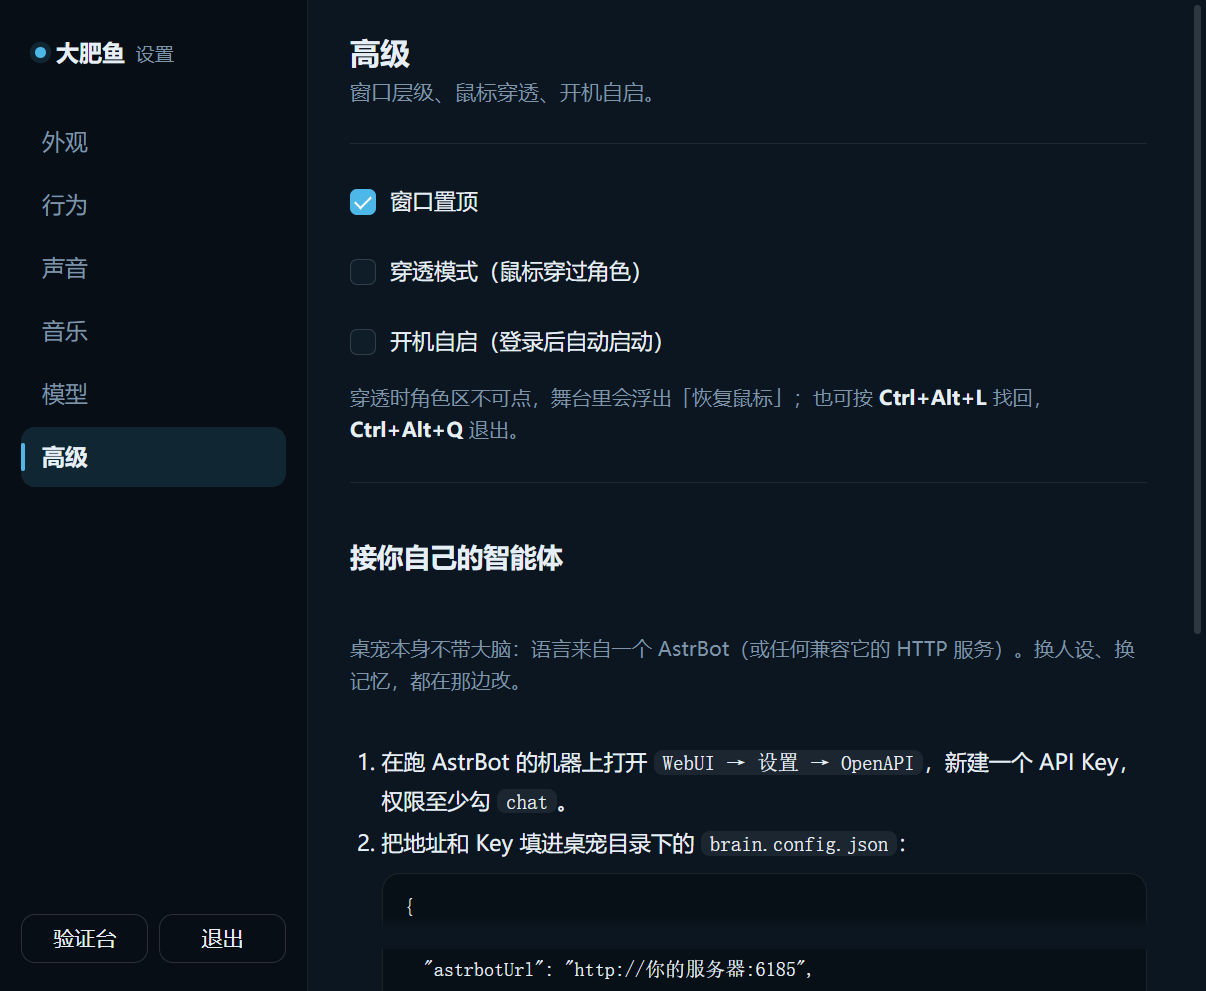 大肥鱼 设置
外观
行为
声音
音乐
模型
高级
验证台
退出
高级
窗口层级、鼠标穿透、开机自启。
窗口置顶
穿透模式（鼠标穿过角色）
开机自启（登录后自动启动）
穿透时角色区不可点，舞台里会浮出「恢复鼠标」；也可按 Ctrl+Alt+L 找回，
Ctrl+Alt+Q 退出。
接你自己的智能体
桌宠本身不带大脑：语言来自一个 AstrBot（或任何兼容它的 HTTP 服务）。换人设、换
记忆，都在那边改。
1. 在跑 AstrBot 的机器上打开 WebUI → 设置 → OpenAPI，新建一个 API Key，
权限至少勾 chat。
2. 把地址和 Key 填进桌宠目录下的 brain.config.json：
{
"astrbotUrl": "http://你的服务器:6185",